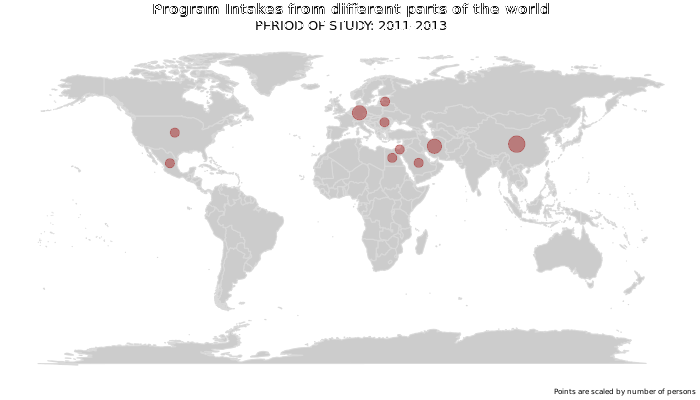 Program Intakes from different parts of the world
PERIOD OF STUDY: 2011-2013
Points are scaled by number of persons